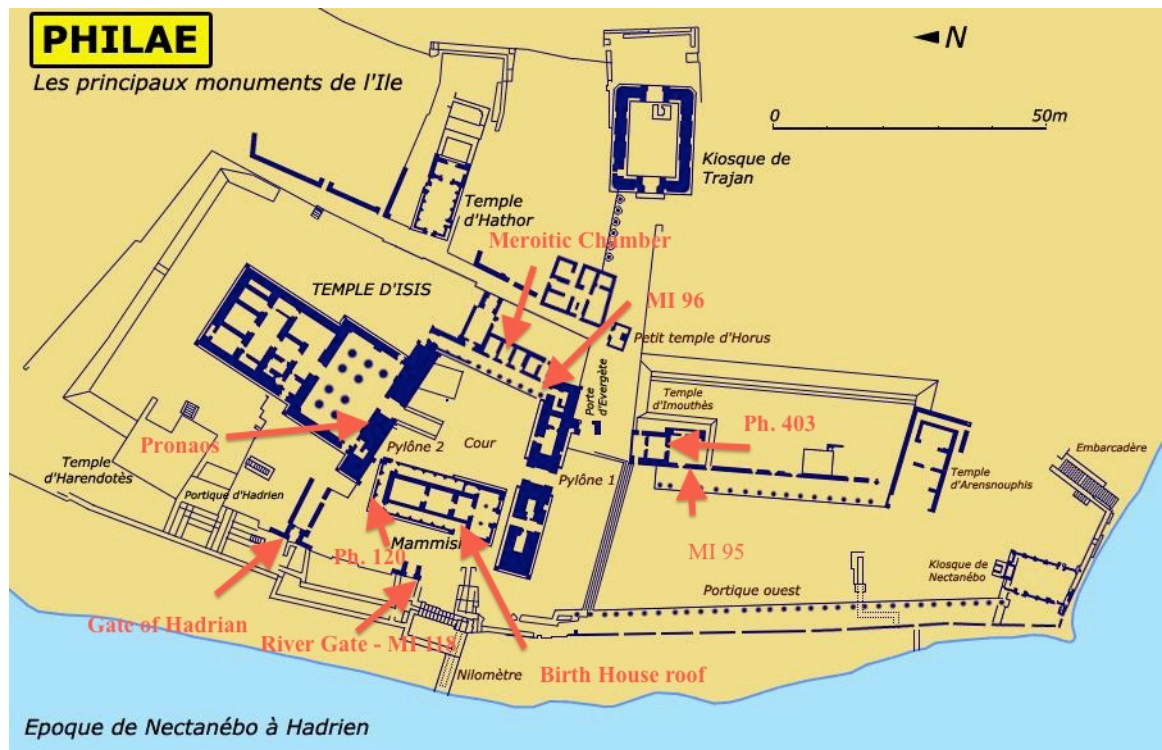 PHILAE
Les principaux monuments de l'Ile
N
0
50m
Kiosque de
Trajan
Temple
d'Hathor
Meroitic Chamber
TEMPLE D'ISIS
MI 96
Petit temple d'Horus
Porte
d'Evergète
Temple
d'Imouthès
Ph. 403
Pronaos
Pylône 2
Cour
Pylône 1
Temple
d'Harendotès
Portique d'Hadrien
Embarcadère
Temple
d'Arensnouphis
Ph. 120
Mammisi
MI 95
Kiosque de
Nectanébo
Portique ouest
Gate of Hadrian
River Gate - MI 118
Birth House roof
Nilomètre
Epoque de Nectanébo à Hadrien